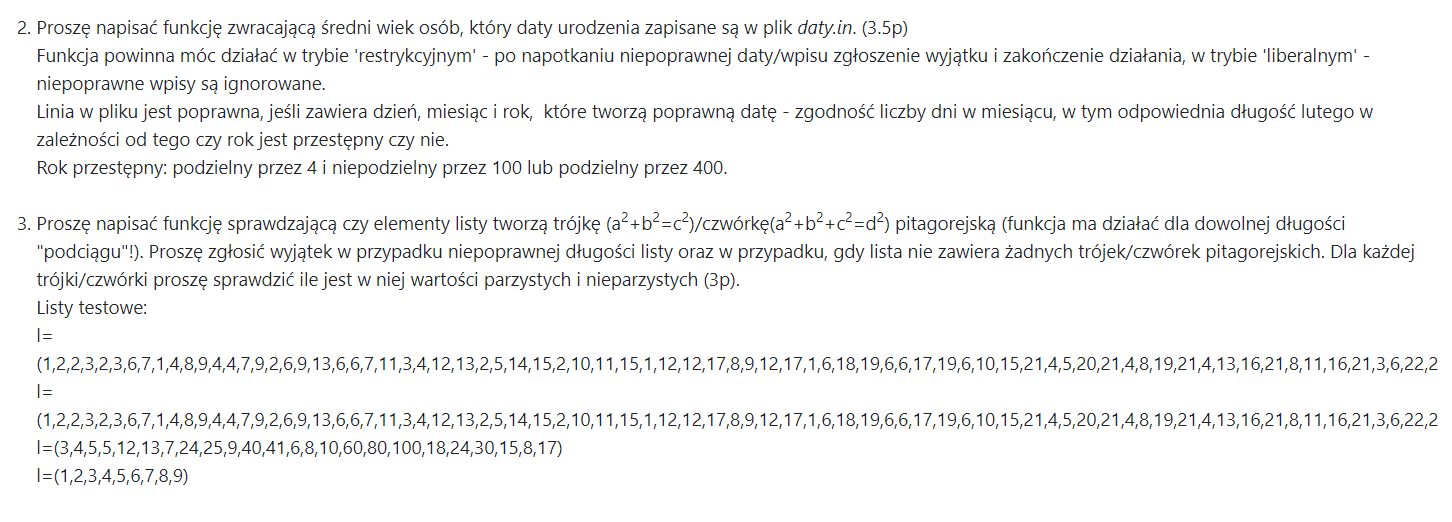 2. Proszę napisać funkcję zwracającą średni wiek osób, który daty urodzenia zapisane są w plik daty.in. (3.5p)
Funkcja powinna móc działać w trybie 'restrykcyjnym' - po napotkaniu niepoprawnej daty/wpisu zgłoszenie wyjątku i zakończenie działania, w trybie 'liberalnym' -
niepoprawne wpisy są ignorowane.
Linia w pliku jest poprawna, jeśli zawiera dzień, miesiąc i rok, które tworzą poprawną datę - zgodność liczby dni w miesiącu, w tym odpowiednia długość lutego w
zależności od tego czy rok jest przestępny czy nie.
Rok przestępny: podzielny przez 4 i niepodzielny przez 100 lub podzielny przez 400.
3. Proszę napisać funkcję sprawdzającą czy elementy listy tworzą trójkę (a²+b²=c²)/czwórkę(a²+b²+c²=d²) pitagorejską (funkcja ma działać dla dowolnej długości
"podciągu"!). Proszę zgłosić wyjątek w przypadku niepoprawnej długości listy oraz w przypadku, gdy lista nie zawiera żadnych trójek/czwórek pitagorejskich. Dla każdej
trójki/czwórki proszę sprawdzić ile jest w niej wartości parzystych i nieparzystych (3p).
Listy testowe:
l=
(1,2,2,3,2,3,6,7,1,4,8,9,4,4,7,9,2,6,9,13,6,6,7,11,3,4,12,13,2,5,14,15,2,10,11,15,1,12,12,17,8,9,12,17,1,6,18,19,6,6,17,19,6,10,15,21,4,5,20,21,4,8,19,21,4,13,16,21,8,11,16,21,3,6,22,2
l=
(1,2,2,3,2,3,6,7,1,4,8,9,4,4,7,9,2,6,9,13,6,6,7,11,3,4,12,13,2,5,14,15,2,10,11,15,1,12,12,17,8,9,12,17,1,6,18,19,6,6,17,19,6,10,15,21,4,5,20,21,4,8,19,21,4,13,16,21,8,11,16,21,3,6,22,2
l=(3,4,5,5,12,13,7,24,25,9,40,41,6,8,10,60,80,100,18,24,30,15,8,17)
l=(1,2,3,4,5,6,7,8,9)